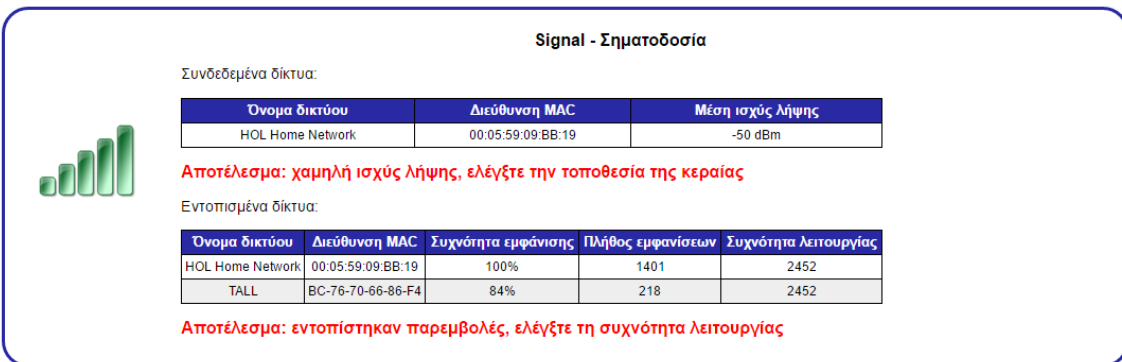 Signal - Σηματοδοσία
Συνδεδεμένα δίκτυα:
Όνομα δικτύου Διεύθυνση MAC Μέση ισχύς λήψης
HOL Home Network 00:05:59:09:BB:19 -50 dBm
Αποτέλεσμα: χαμηλή ισχύς λήψης, ελέγξτε την τοποθεσία της κεραίας
Εντοπισμένα δίκτυα:
Όνομα δικτύου Διεύθυνση MAC Συχνότητα εμφάνισης Πλήθος εμφανίσεων Συχνότητα λειτουργίας
HOL Home Network 00:05:59:09:BB:19 100% 1401 2452
TALL BC-76-70-66-86-F4 84% 218 2452
Αποτέλεσμα: εντοπίστηκαν παρεμβολές, ελέγξτε τη συχνότητα λειτουργίας